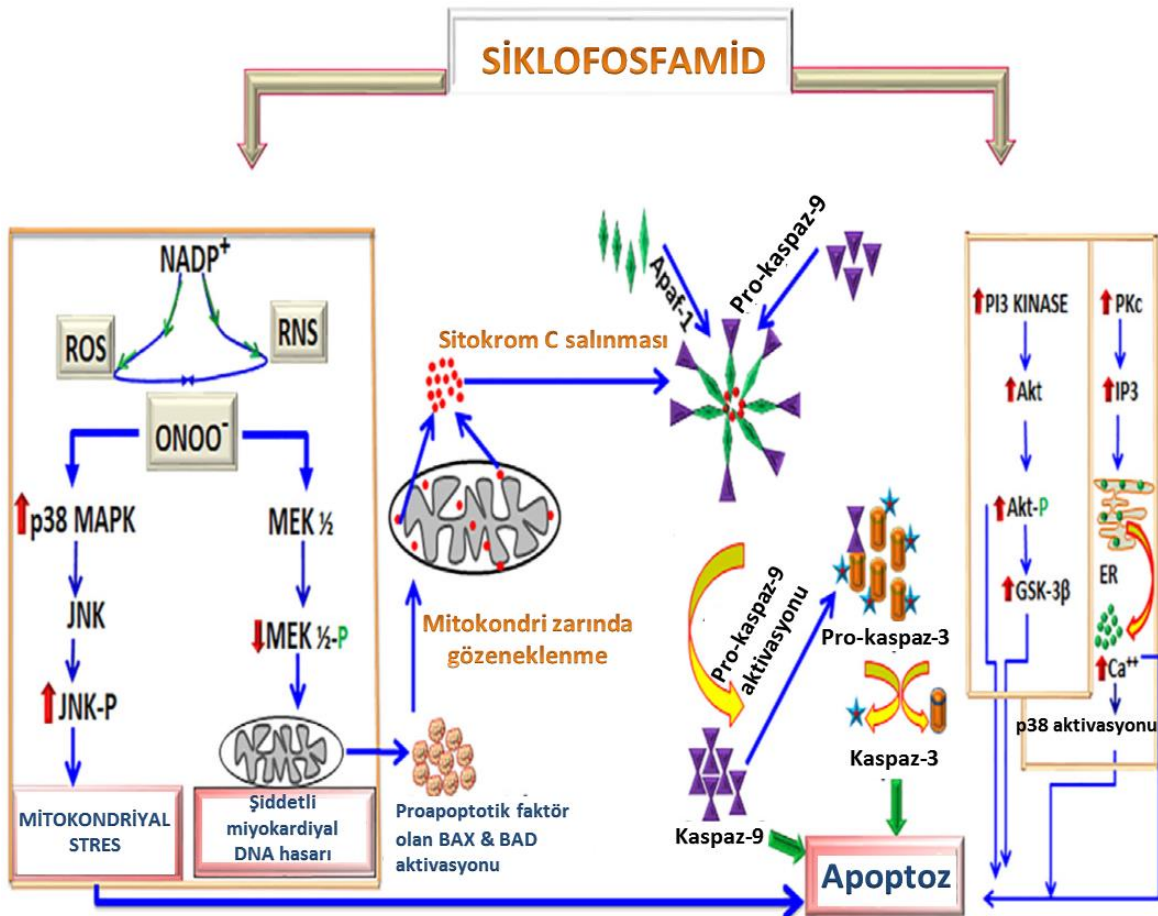 SİKLOFOSFAMİD
NADP+
ROS
RNS
ONOO-
p38 MAPK
JNK
JNK-P
MİTOKONDRİYAL
STRES
MEK ½
MEK ½-P
Şiddetli
miyokardiyal
DNA hasarı
Sitokrom C salınması
Mitokondri zarında
gözeneklenme
Proapoptotik faktör
olan BAX & BAD
aktivasyonu
Apaf-1
Pro-kaspaz-9
Pro-kaspaz-9
aktivasyonu
Kaspaz-9
Pro-kaspaz-3
Kaspaz-3
Apoptoz
PI3 KINASE
Akt
Akt-P
GSK-3β
PKc
IP3
ER
Ca++
p38 aktivasyonu